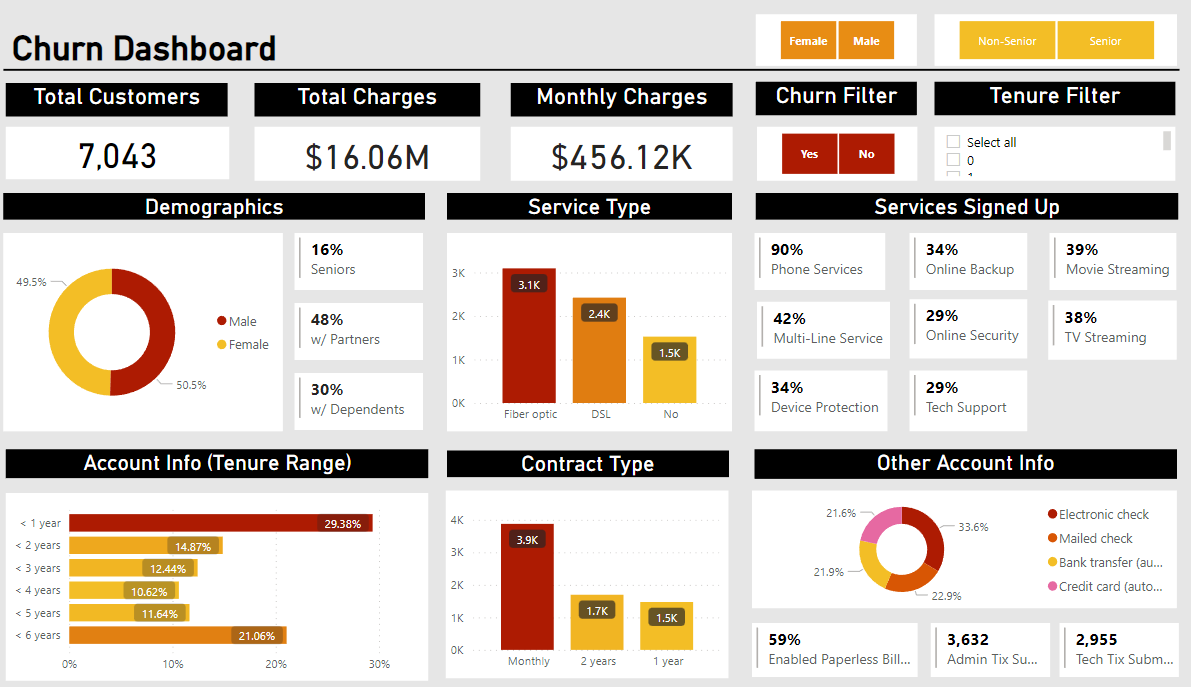 Churn Dashboard
Female
Male
Non-Senior
Senior
Total Customers
Total Charges
Monthly Charges
Churn Filter
Tenure Filter
7,043
$16.06M
$456.12K
Yes
No
Select all
0
Demographics
Service Type
Services Signed Up
49.5%
50.5%
Male
Female
16%
Seniors
48%
w/ Partners
30%
w/ Dependents
3K
2K
1K
0K
3.1K
2.4K
1.5K
Fiber optic
DSL
No
90%
Phone Services
34%
Online Backup
39%
Movie Streaming
42%
Multi-Line Service
29%
Online Security
38%
TV Streaming
34%
Device Protection
29%
Tech Support
Account Info (Tenure Range)
Contract Type
Other Account Info
< 1 year
29.38%
< 2 years
14.87%
< 3 years
12.44%
< 4 years
10.62%
< 5 years
11.64%
< 6 years
21.06%
0%
10%
20%
30%
4K
3K
2K
1K
0K
3.9K
1.7K
1.5K
Monthly
2 years
1 year
21.6%
33.6%
21.9%
22.9%
Electronic check
Mailed check
Bank transfer (au...
Credit card (auto...
59%
Enabled Paperless Bill...
3,632
Admin Tix Su...
2,955
Tech Tix Subm...